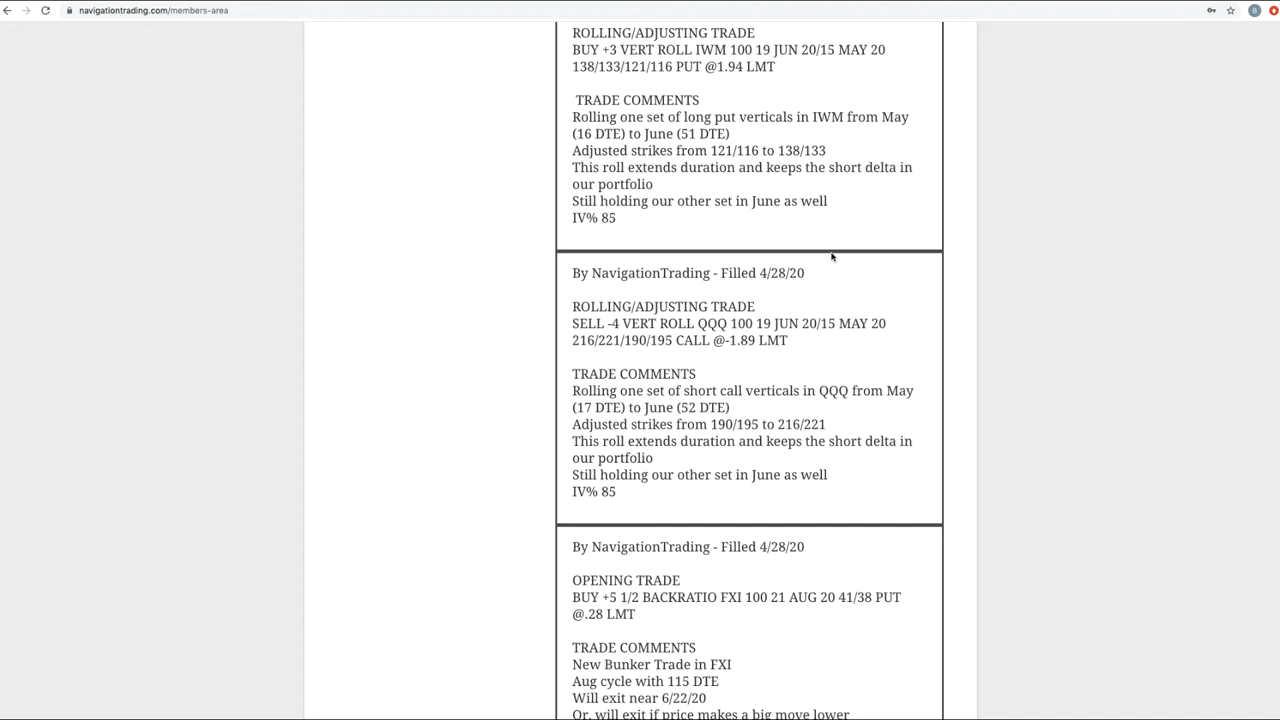 navigationtrading.com/members-area
B
ROLLING/ADJUSTING TRADE
BUY +3 VERT ROLL IWM 100 19 JUN 20/15 MAY 20
138/133/121/116 PUT @1.94 LMT
TRADE COMMENTS
Rolling one set of long put verticals in IWM from May
(16 DTE) to June (51 DTE)
Adjusted strikes from 121/116 to 138/133
This roll extends duration and keeps the short delta in
our portfolio
Still holding our other set in June as well
IV% 85
By NavigationTrading - Filled 4/28/20
ROLLING/ADJUSTING TRADE
SELL -4 VERT ROLL QQQ 100 19 JUN 20/15 MAY 20
216/221/190/195 CALL @-1.89 LMT
TRADE COMMENTS
Rolling one set of short call verticals in QQQ from May
(17 DTE) to June (52 DTE)
Adjusted strikes from 190/195 to 216/221
This roll extends duration and keeps the short delta in
our portfolio
Still holding our other set in June as well
IV% 85
By NavigationTrading - Filled 4/28/20
OPENING TRADE
BUY +5 1/2 BACKRATIO FXI 100 21 AUG 20 41/38 PUT
@.28 LMT
TRADE COMMENTS
New Bunker Trade in FXI
Aug cycle with 115 DTE
Will exit near 6/22/20
Or, will exit if price makes a big move lower